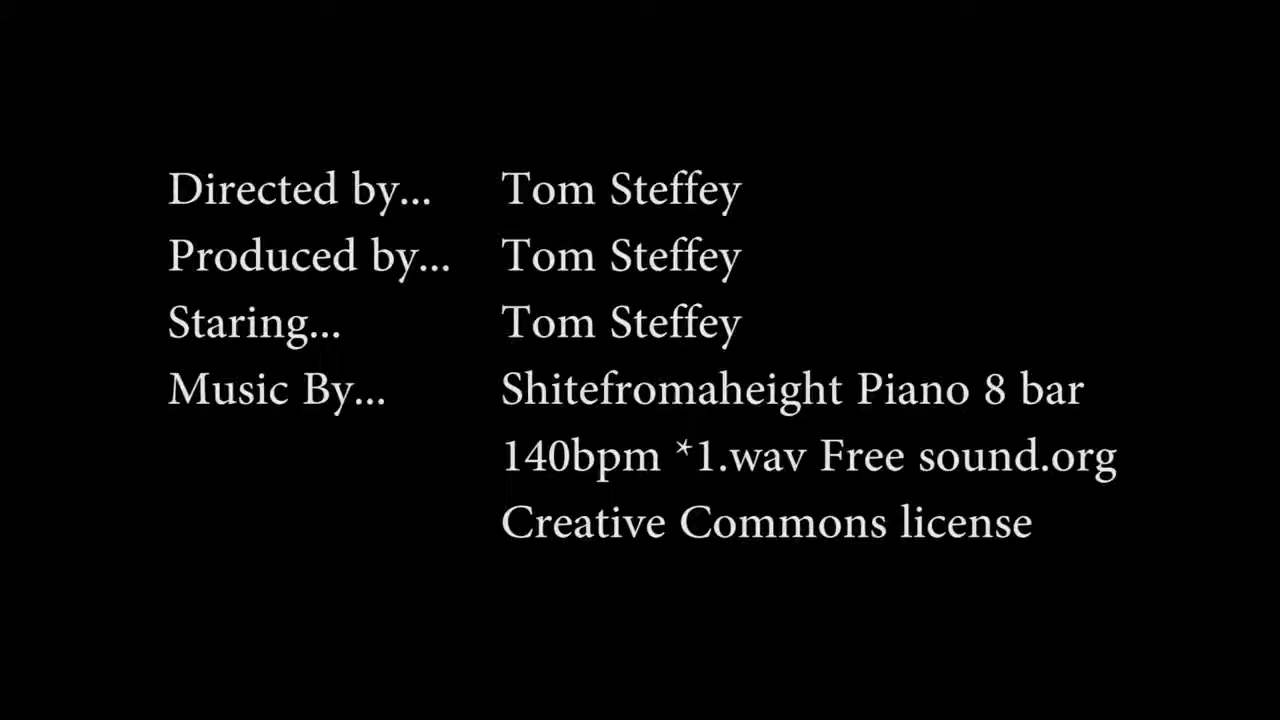 Directed by... Tom Steffey
Produced by... Tom Steffey
Staring... Tom Steffey
Music By... Shitefromaheight Piano 8 bar
140bpm *1.wav Free sound.org
Creative Commons license